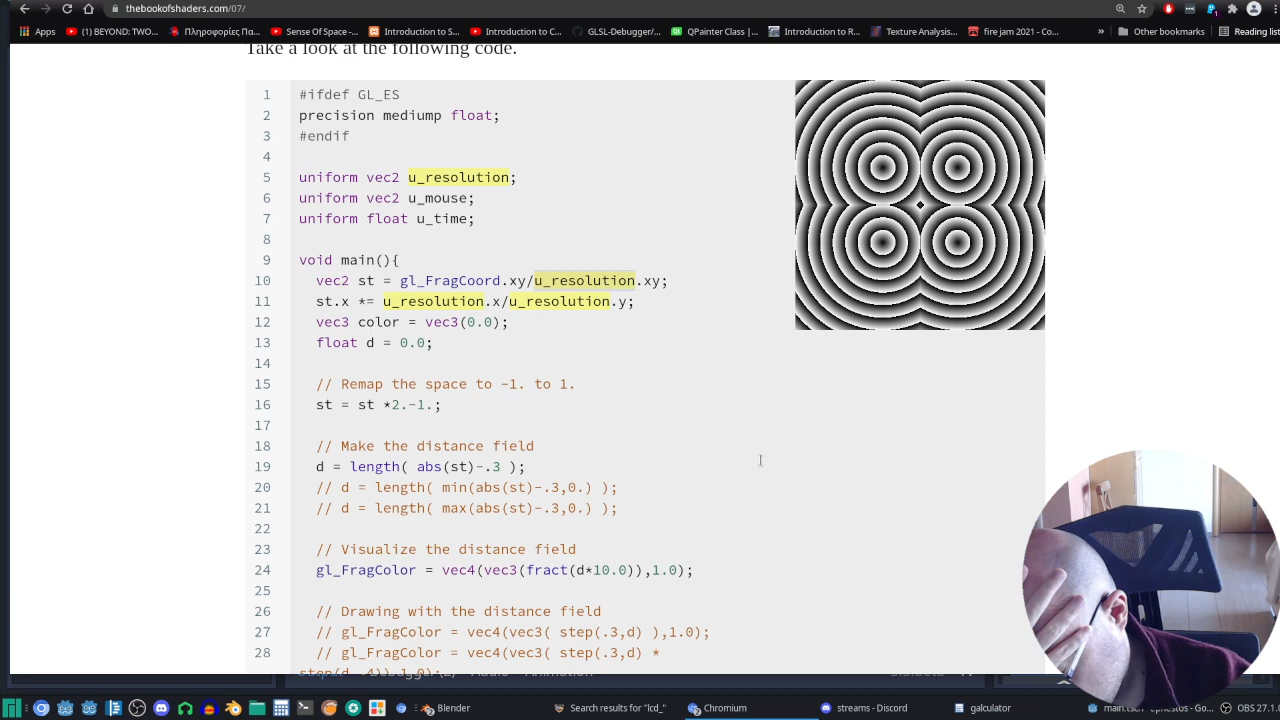 thebookofshaders.com/07/
Apps
(1) BEYOND: TWO...
Πληροφορίες Πα...
Sense Of Space -...
Introduction to S...
Introduction to C...
GLSL-Debugger/...
QPainter Class |...
Introduction to R...
Texture Analysis...
fire jam 2021 - Co...
»
Other bookmarks
Reading list
Take a look at the following code.
1 #ifdef GL_ES
2 precision mediump float;
3 #endif
4
5 uniform vec2 u_resolution;
6 uniform vec2 u_mouse;
7 uniform float u_time;
8
9 void main(){
10 vec2 st = gl_FragCoord.xy/u_resolution.xy;
11 st.x *= u_resolution.x/u_resolution.y;
12 vec3 color = vec3(0.0);
13 float d = 0.0;
14
15 // Remap the space to -1. to 1.
16 st = st *2.-1.;
17
18 // Make the distance field
19 d = length( abs(st)-.3 );
20 // d = length( min(abs(st)-.3,0.) );
21 // d = length( max(abs(st)-.3,0.) );
22
23 // Visualize the distance field
24 gl_FragColor = vec4(vec3(fract(d*10.0)),1.0);
25
26 // Drawing with the distance field
27 // gl_FragColor = vec4(vec3( step(.3,d) ),1.0);
28 // gl_FragColor = vec4(vec3( step(.3,d) *
Blender
Search results for "lcd_"
Chromium
streams - Discord
galculator
OBS 27.1.